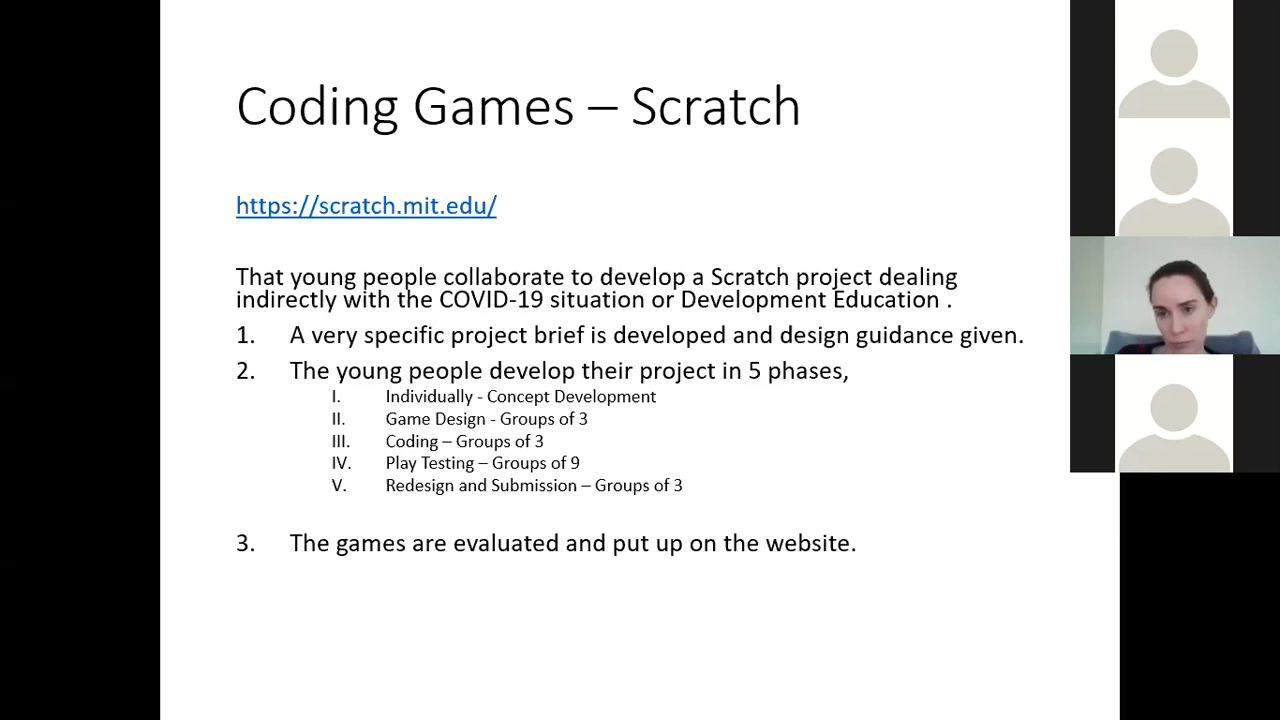 Coding Games – Scratch
https://scratch.mit.edu/
That young people collaborate to develop a Scratch project dealing
indirectly with the COVID-19 situation or Development Education .
1. A very specific project brief is developed and design guidance given.
2. The young people develop their project in 5 phases,
I. Individually - Concept Development
II. Game Design - Groups of 3
III. Coding – Groups of 3
IV. Play Testing – Groups of 9
V. Redesign and Submission – Groups of 3
3. The games are evaluated and put up on the website.